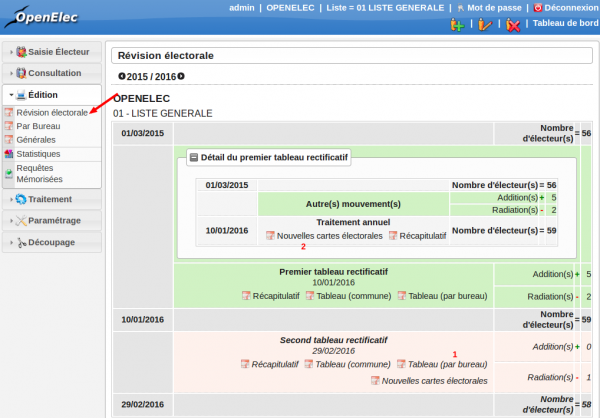 OpenElec
admin | OPENELEC | Liste = 01 LISTE GENERALE | Mot de passe | Déconnexion
Tableau de bord
Saisie Électeur
Consultation
Édition
Révision électorale
Par Bureau
Générales
Statistiques
Requêtes
Mémorisées
Traitement
Paramétrage
Découpage
Révision électorale
2015 / 2016
OPENELEC
01 - LISTE GENERALE
01/03/2015 Nombre d'électeur(s) = 56
Détail du premier tableau rectificatif
01/03/2015 Nombre d'électeur(s) = 56
Autre(s) mouvement(s) Addition(s) + 5
Radiation(s) - 2
10/01/2016 Traitement annuel Nombre d'électeur(s) = 59
Nouvelles cartes électorales Récapitulatif
2
Premier tableau rectificatif Addition(s) + 5
10/01/2016
Récapitulatif Tableau (commune) Tableau (par bureau) Radiation(s) - 2
10/01/2016 Nombre d'électeur(s) = 59
Second tableau rectificatif Addition(s) + 0
29/02/2016 1
Récapitulatif Tableau (commune) Tableau (par bureau)
Nouvelles cartes électorales Radiation(s) - 1
29/02/2016 Nombre d'électeur(s) = 58